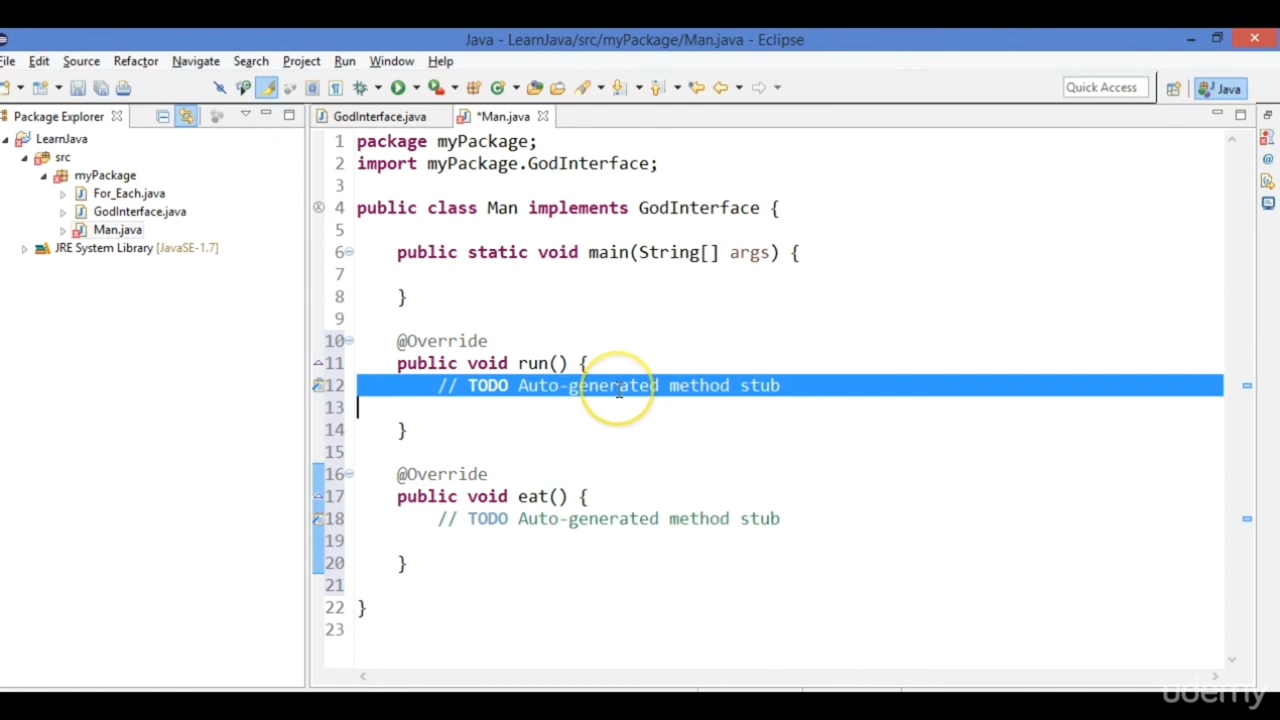 Java - LearnJava/src/myPackage/Man.java - Eclipse
File Edit Source Refactor Navigate Search Project Run Window Help
Quick Access Java
Package Explorer
LearnJava
src
myPackage
For_Each.java
GodInterface.java
Man.java
JRE System Library [JavaSE-1.7]
GodInterface.java *Man.java
1 package myPackage;
2 import myPackage.GodInterface;
3
4 public class Man implements GodInterface {
5
6 public static void main(String[] args) {
7
8 }
9
10 @Override
11 public void run() {
12 // TODO Auto-generated method stub
13
14 }
15
16 @Override
17 public void eat() {
18 // TODO Auto-generated method stub
19
20 }
21
22 }
23
udemy